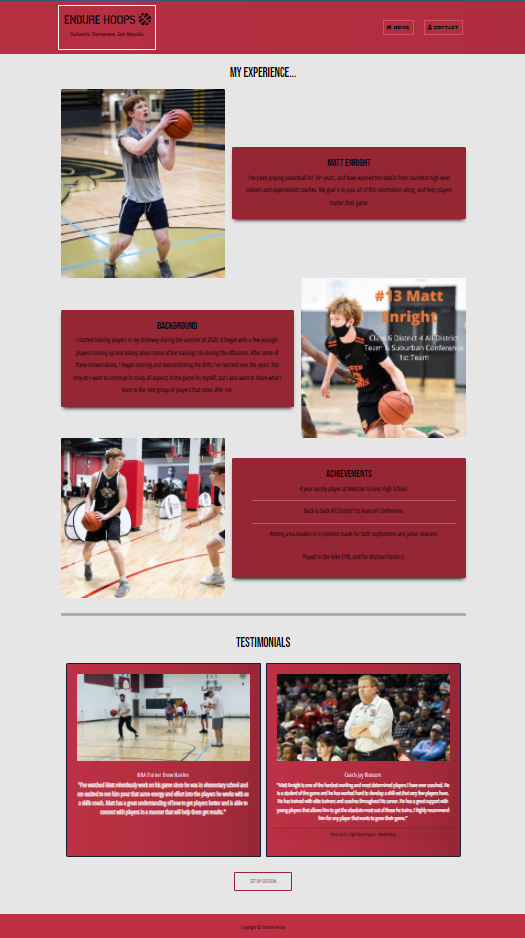 ENDURE HOOPS
Outwork. Persevere. Get Results.
HOME
CONTACT
MY EXPERIENCE...
MATT ENRIGHT
I've been playing basketball for 14+ years, and have learned the details from countless high level
trainers and experienced coaches. My goal is to pass all of this information along, and help players
master their game.
#13 Matt
Enright
Class 6 District 4 All-District
Team & Suburban Conference
1st Team
BACKGROUND
I started training players in my driveway during the summer of 2020. It began with a few younger
players coming up and asking about some of the training I do during the offseason. After some of
these conversations, I began training and demonstrating the drills I've learned over the years. Not
only do I want to continue to study all aspects of the game for myself, but I also want to share what I
learn to the next group of players that come after me.
ACHIEVEMENTS
4 year varsity player at Webster Groves High School.
Back to back All District 1st team all Conference.
Among area leaders in 3 pointers made for both sophomore and junior seasons.
Played in the Nike EYBL and for Michael Porter Jr.
TESTIMONIALS
NBA Trainer Drew Hanlen
"I've watched Matt relentlessly work on his game since he was in elementary school and
am excited to see him pour that same energy and effort into the players he works with as
a skills coach. Matt has a great understanding of how to get players better and is able to
connect with players in a manner that will help them get results."
Coach Jay Blossom
"Matt Enright is one of the hardest working and most determined players I have ever coached. He
is a student of the game and he has worked hard to develop a skill set that very few players have.
He has trained with elite trainers and coaches throughout his career. He has a great rapport with
young players that allows him to get the absolute most out of those he trains. I highly recommend
him for any player that wants to grow their game."
SET UP SESSION
Copyright © Endure Hoops